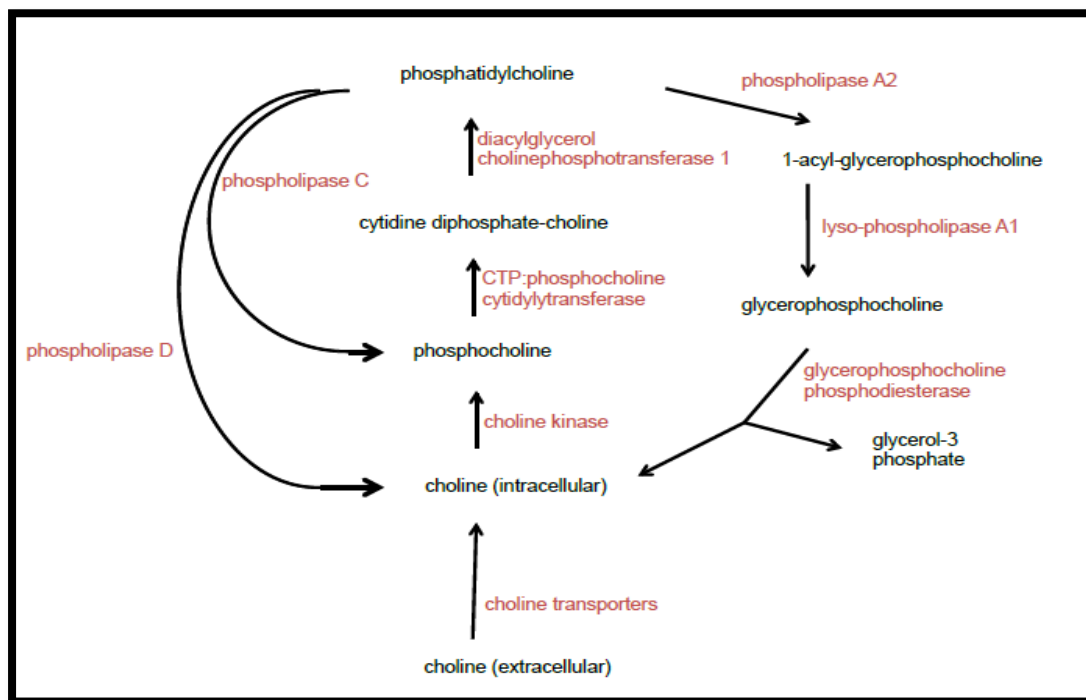 phosphatidylcholine
phospholipase A2
diacylglycerol
cholinephosphotransferase 1
1-acyl-glycerophosphocholine
phospholipase C
cytidine diphosphate-choline
lyso-phospholipase A1
CTP:phosphocholine
cytidylytransferase
glycerophosphocholine
phospholipase D
phosphocholine
glycerophosphocholine
phosphodiesterase
choline kinase
glycerol-3
phosphate
choline (intracellular)
choline transporters
choline (extracellular)